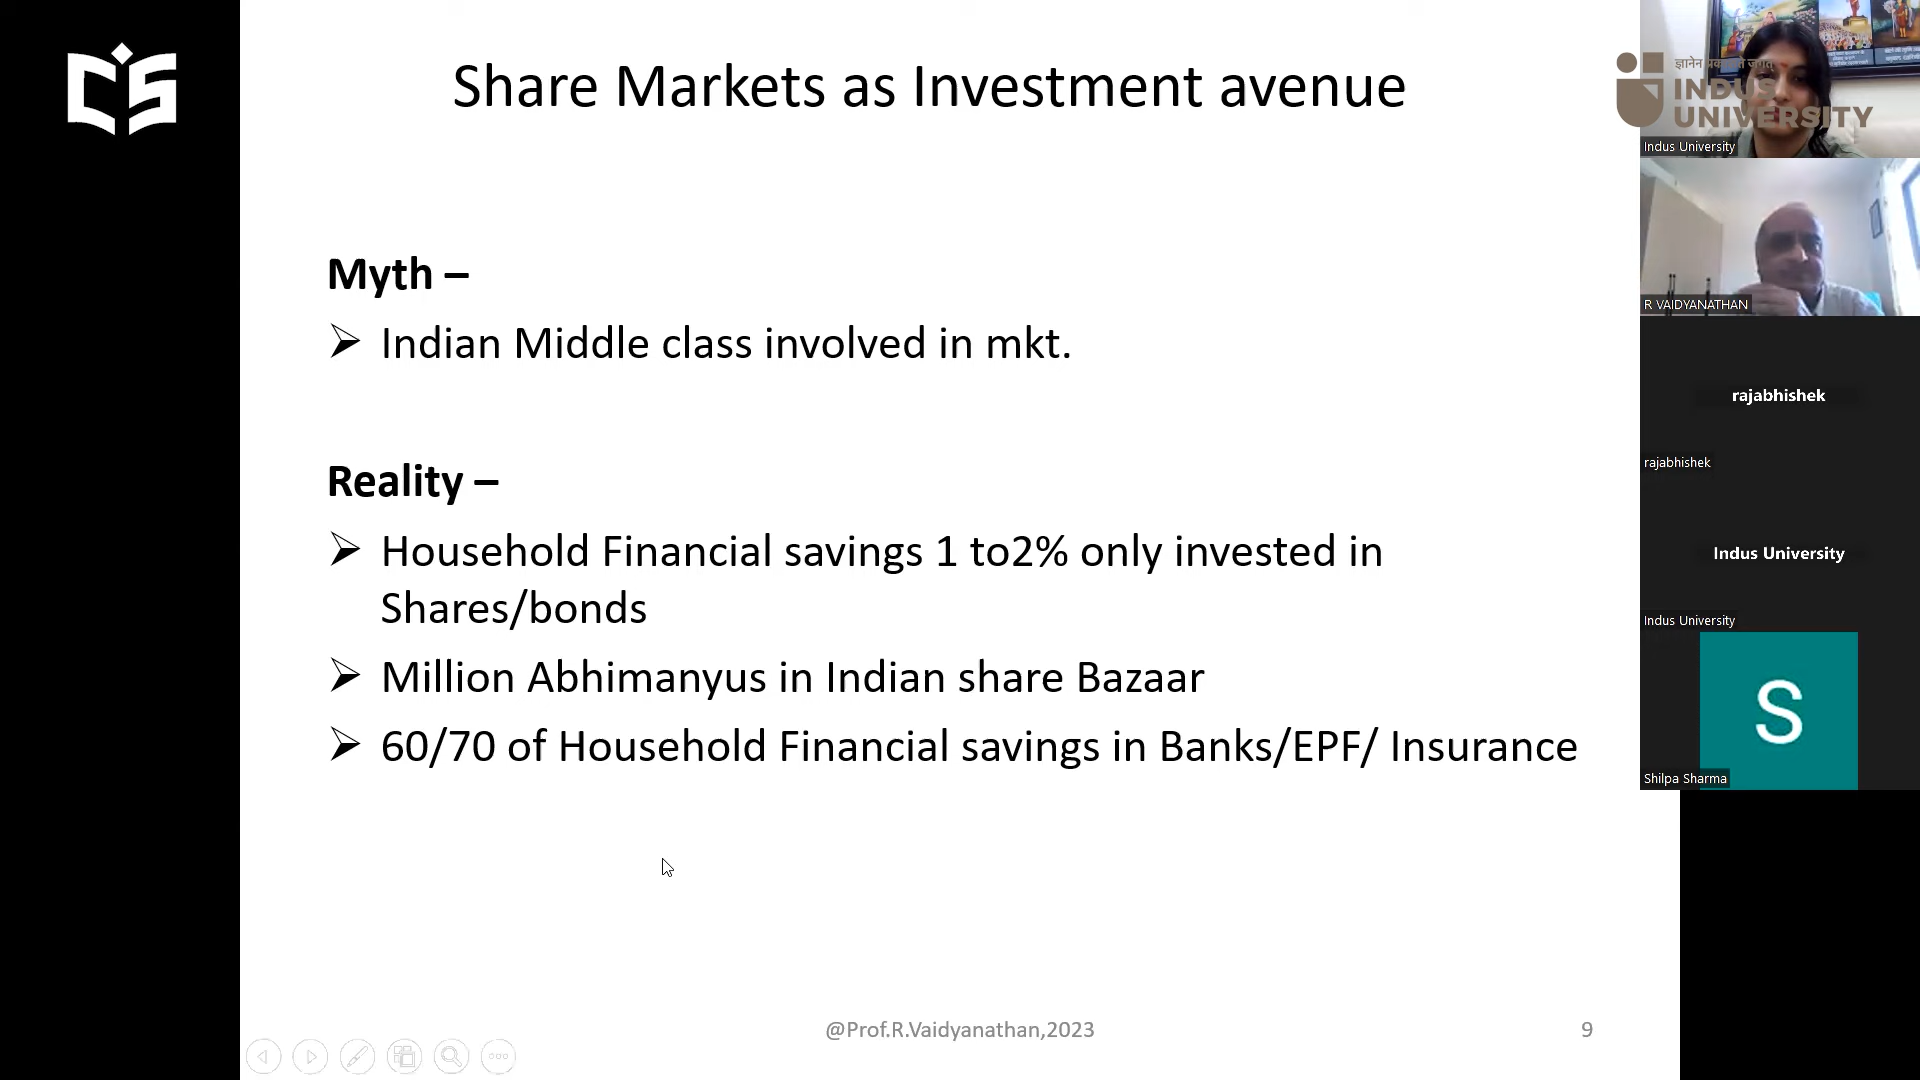 Share Markets as Investment avenue
Myth –
Indian Middle class involved in mkt.
Reality –
Household Financial savings 1 to2% only invested in
Shares/bonds
Million Abhimanyus in Indian share Bazaar
60/70 of Household Financial savings in Banks/EPF/ Insurance
@Prof.R.Vaidyanathan,2023
9
CS
INDUS
UNIVERSITY
Indus University
R VAIDYANATHAN
rajabhishek
rajabhishek
Indus University
Indus University
S
Shilpa Sharma